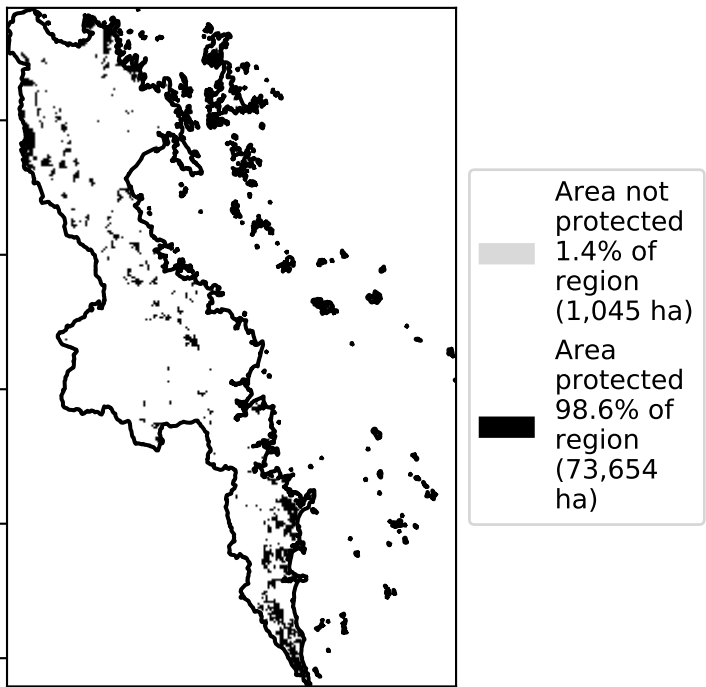 Area not
protected
1.4% of
region
(1,045 ha)
Area
protected
98.6% of
region
(73,654
ha)